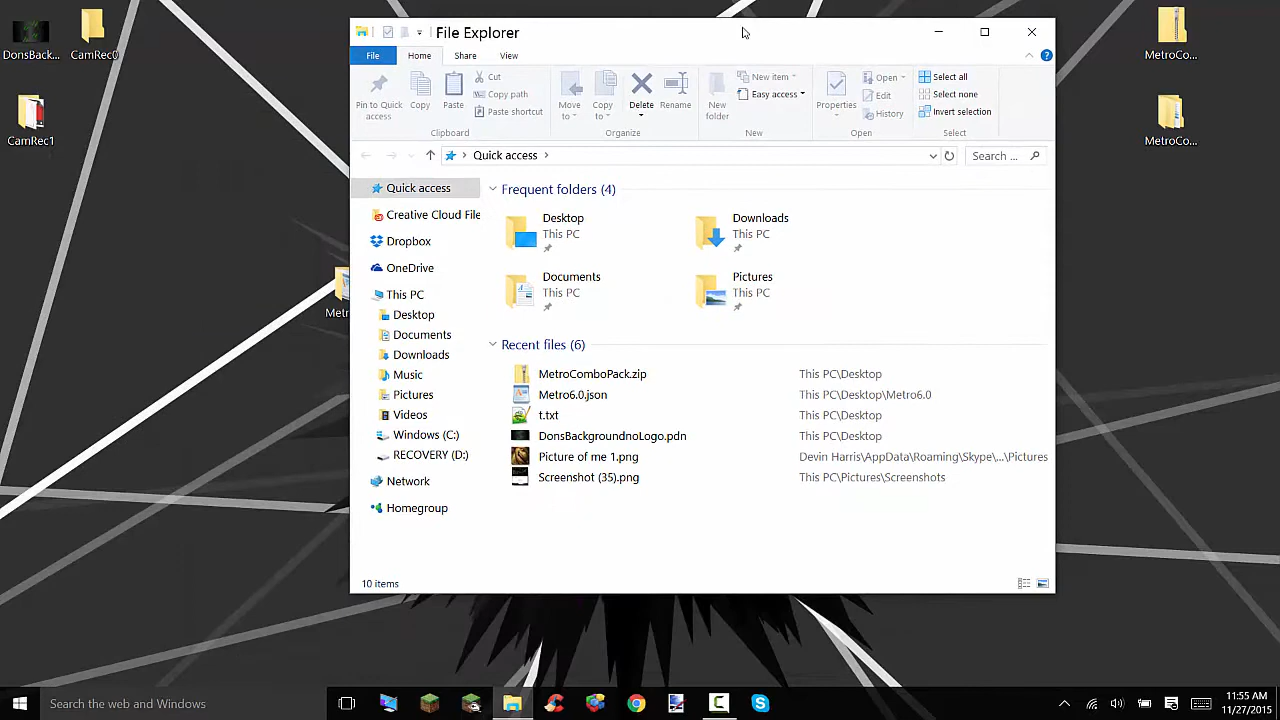 DonsBack...
CamRec0
CamRec1
MetroCo...
MetroCo...
Metr
File Explorer
File
Home
Share
View
Pin to Quick access
Copy
Paste
Cut
Copy path
Paste shortcut
Clipboard
Move to
Copy to
Delete
Rename
Organize
New folder
New item
Easy access
New
Properties
Open
Edit
History
Open
Select all
Select none
Invert selection
Select
Quick access
Search ...
Quick access
Creative Cloud File
Dropbox
OneDrive
This PC
Desktop
Documents
Downloads
Music
Pictures
Videos
Windows (C:)
RECOVERY (D:)
Network
Homegroup
Frequent folders (4)
Desktop
This PC
Downloads
This PC
Documents
This PC
Pictures
This PC
Recent files (6)
MetroComboPack.zip This PC\Desktop
Metro6.0.json This PC\Desktop\Metro6.0
t.txt This PC\Desktop
DonsBackgroundnoLogo.pdn This PC\Desktop
Picture of me 1.png Devin Harris\AppData\Roaming\Skype\...\Pictures
Screenshot (35).png This PC\Pictures\Screenshots
10 items
Search the web and Windows
11:55 AM
11/27/2015